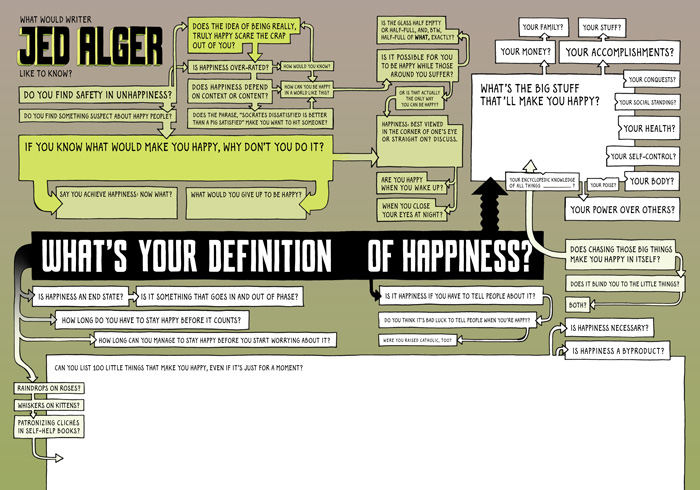 WHAT WOULD WRITER
JED ALGER
LIKE TO KNOW?
DOES THE IDEA OF BEING REALLY,
TRULY HAPPY SCARE THE CRAP
OUT OF YOU?
IS HAPPINESS OVER-RATED?
HOW WOULD YOU KNOW?
DOES HAPPINESS DEPEND
ON CONTEXT OR CONTENT?
HOW CAN YOU BE HAPPY
IN A WORLD LIKE THIS?
DO YOU FIND SAFETY IN UNHAPPINESS?
DO YOU FIND SOMETHING SUSPECT ABOUT HAPPY PEOPLE?
DOES THE PHRASE, "SOCRATES DISSATISFIED IS BETTER
THAN A PIG SATISFIED" MAKE YOU WANT TO HIT SOMEONE?
IF YOU KNOW WHAT WOULD MAKE YOU HAPPY, WHY DON'T YOU DO IT?
SAY YOU ACHIEVE HAPPINESS: NOW WHAT?
WHAT WOULD YOU GIVE UP TO BE HAPPY?
IS THE GLASS HALF EMPTY
OR HALF-FULL, AND, BTW,
HALF-FULL OF WHAT, EXACTLY?
IS IT POSSIBLE FOR YOU
TO BE HAPPY WHILE THOSE
AROUND YOU SUFFER?
OR IS THAT ACTUALLY
THE ONLY WAY
YOU CAN BE HAPPY?
HAPPINESS: BEST VIEWED
IN THE CORNER OF ONE'S EYE
OR STRAIGHT ON? DISCUSS.
ARE YOU HAPPY
WHEN YOU WAKE UP?
WHEN YOU CLOSE
YOUR EYES AT NIGHT?
YOUR FAMILY?
YOUR STUFF?
YOUR MONEY?
YOUR ACCOMPLISHMENTS?
WHAT'S THE BIG STUFF
THAT'LL MAKE YOU HAPPY?
YOUR CONQUESTS?
YOUR SOCIAL STANDING?
YOUR HEALTH?
YOUR SELF-CONTROL?
YOUR BODY?
YOUR ENCYCLOPEDIC KNOWLEDGE
OF ALL THINGS ________?
YOUR POISE?
YOUR POWER OVER OTHERS?
WHAT'S YOUR DEFINITION OF HAPPINESS?
DOES CHASING THOSE BIG THINGS
MAKE YOU HAPPY IN ITSELF?
DOES IT BLIND YOU TO THE LITTLE THINGS?
BOTH?
IS HAPPINESS NECESSARY?
IS HAPPINESS A BYPRODUCT?
IS HAPPINESS AN END STATE?
IS IT SOMETHING THAT GOES IN AND OUT OF PHASE?
HOW LONG DO YOU HAVE TO STAY HAPPY BEFORE IT COUNTS?
HOW LONG CAN YOU MANAGE TO STAY HAPPY BEFORE YOU START WORRYING ABOUT IT?
IS IT HAPPINESS IF YOU HAVE TO TELL PEOPLE ABOUT IT?
DO YOU THINK IT'S BAD LUCK TO TELL PEOPLE WHEN YOU'RE HAPPY?
WERE YOU RAISED CATHOLIC, TOO?
CAN YOU LIST 100 LITTLE THINGS THAT MAKE YOU HAPPY, EVEN IF IT'S JUST FOR A MOMENT?
RAINDROPS ON ROSES?
WHISKERS ON KITTENS?
PATRONIZING CLICHÉS
IN SELF-HELP BOOKS?